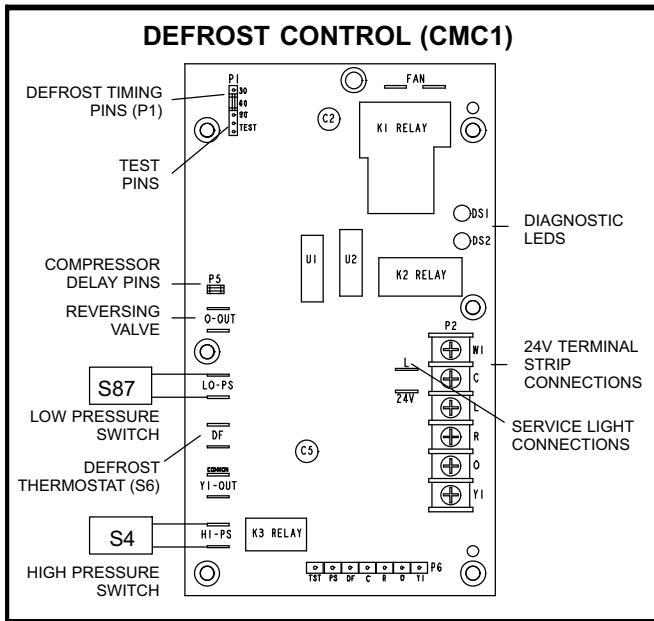 DEFROST CONTROL (CMC1)
DEFROST TIMING
PINS (P1)
TEST
PINS
COMPRESSOR
DELAY PINS
REVERSING
VALVE
S87
LOW PRESSURE
SWITCH
DEFROST
THERMOSTAT (S6)
S4
HIGH PRESSURE
SWITCH
P1
30
60
90
TEST
FAN
C2
K1 RELAY
DS1
DS2
DIAGNOSTIC
LEDS
U1
U2
K2 RELAY
P5
O-OUT
LO-PS
DF
COMMON
Y1-OUT
HI-PS
K3 RELAY
C5
L
24V
P2
W1
C
L
R
O
Y1
24V TERMINAL
STRIP
CONNECTIONS
SERVICE LIGHT
CONNECTIONS
P6
TST PS DF C R O Y1